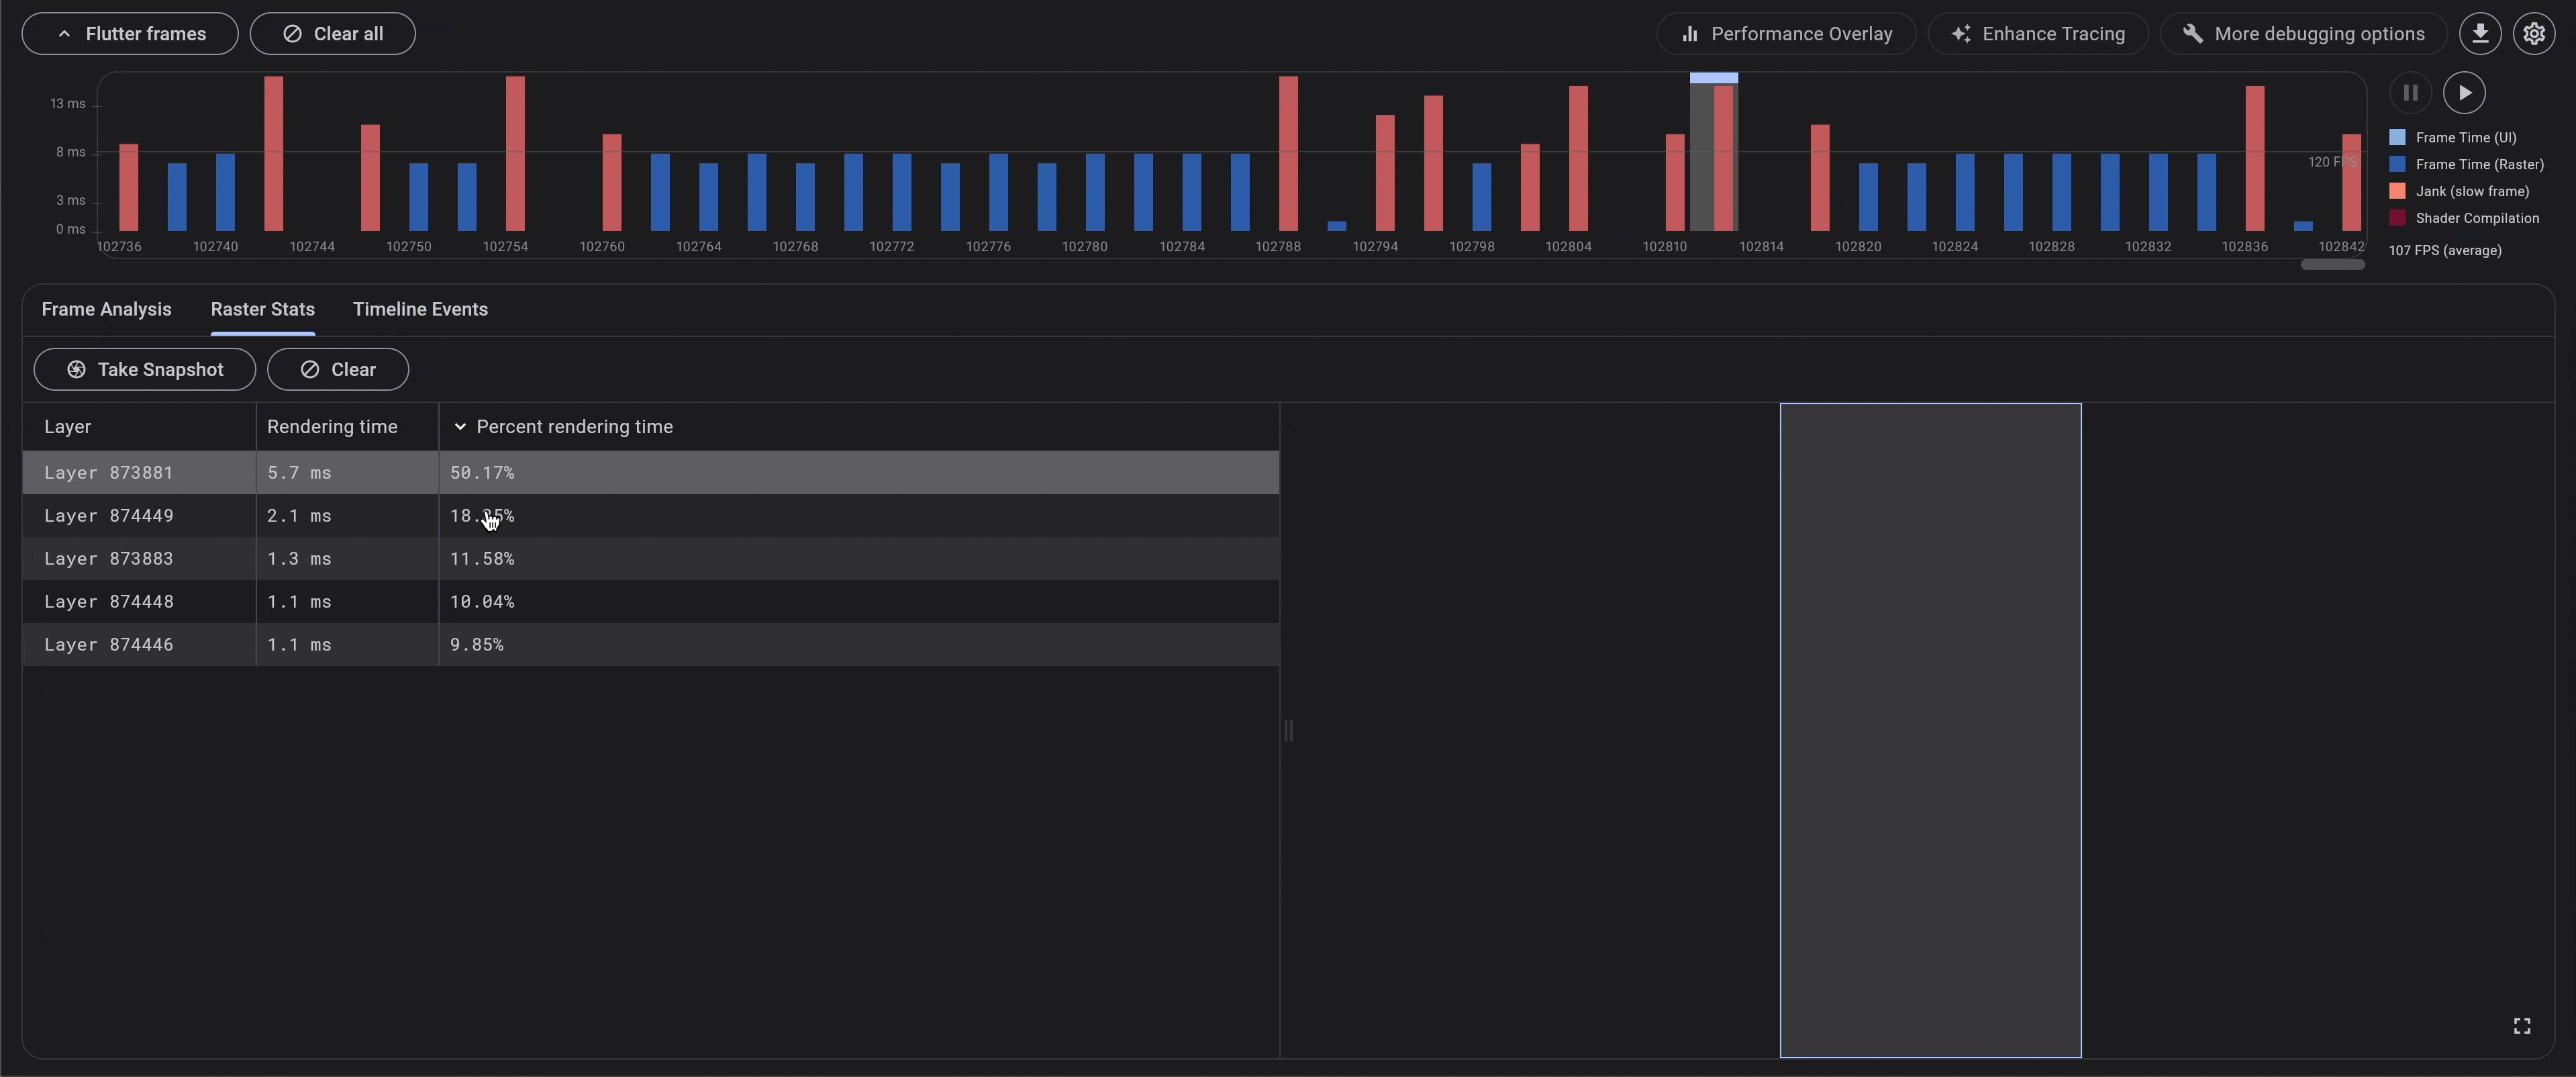 Flutter frames Clear all Performance Overlay Enhance Tracing More debugging options
13 ms
8 ms
3 ms
0 ms
120 FPS
102736 102740 102744 102750 102754 102760 102764 102768 102772 102776 102780 102784 102788 102794 102798 102804 102810 102814 102820 102824 102828 102832 102836 102842
Frame Time (UI)
Frame Time (Raster)
Jank (slow frame)
Shader Compilation
107 FPS (average)
Frame Analysis Raster Stats Timeline Events
Take Snapshot Clear
Layer Rendering time Percent rendering time
Layer 873881 5.7 ms 50.17%
Layer 874449 2.1 ms
Layer 873883 1.3 ms 11.58%
Layer 874448 1.1 ms 10.04%
Layer 874446 1.1 ms 9.85%